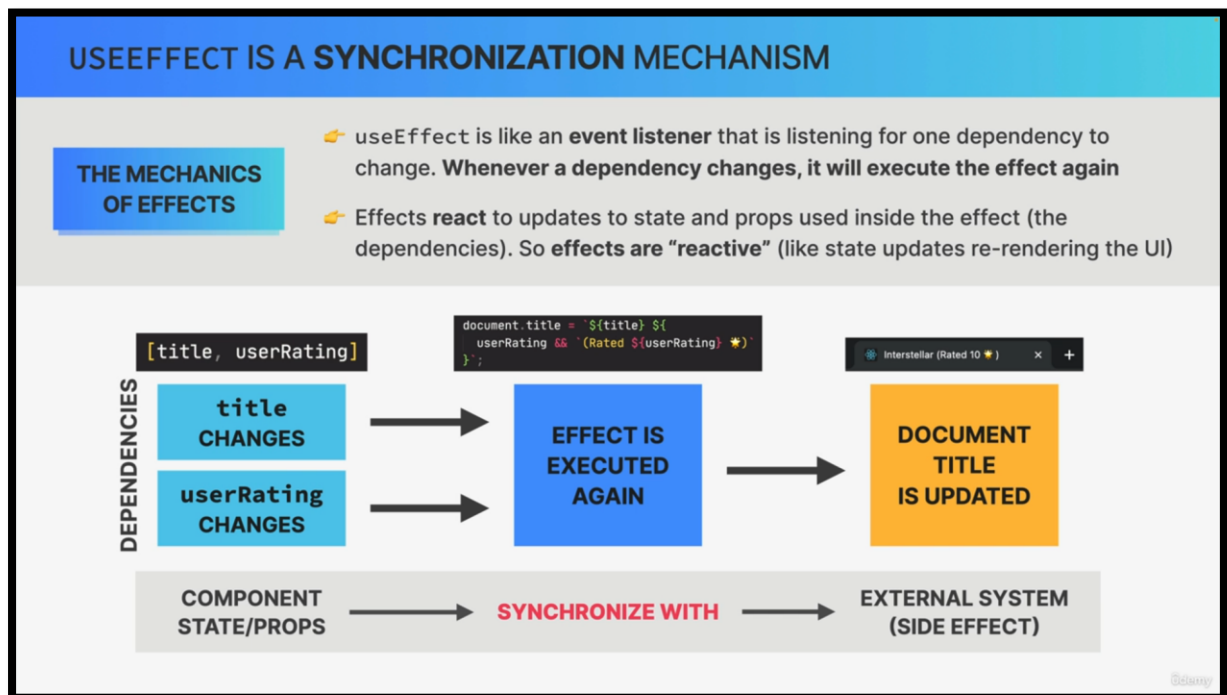 USEEFFECT IS A SYNCHRONIZATION MECHANISM
THE MECHANICS
OF EFFECTS
👉 useEffect is like an event listener that is listening for one dependency to
change. Whenever a dependency changes, it will execute the effect again
👉 Effects react to updates to state and props used inside the effect (the
dependencies). So effects are “reactive” (like state updates re-rendering the UI)
[title, userRating]
document.title = `${title} ${
userRating && `(Rated ${userRating} 🌟)`
}`;
Interstellar (Rated 10 🌟 ) × +
DEPENDENCIES
title
CHANGES
userRating
CHANGES
EFFECT IS
EXECUTED
AGAIN
DOCUMENT
TITLE
IS UPDATED
COMPONENT
STATE/PROPS
SYNCHRONIZE WITH
EXTERNAL SYSTEM
(SIDE EFFECT)
Udemy